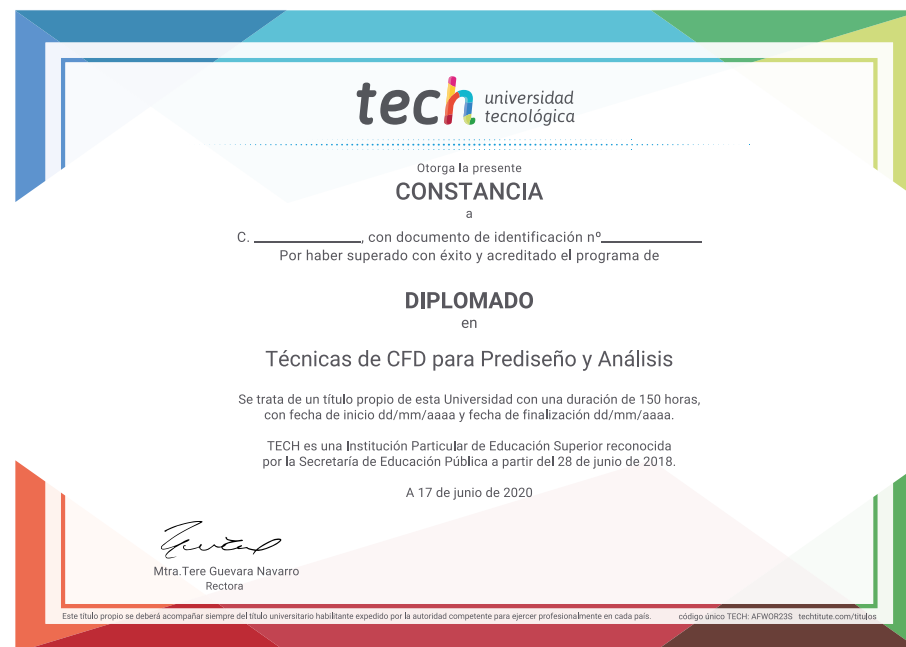 tech universidad
tecnológica
Otorga la presente
CONSTANCIA
a
C. ______________, con documento de identificación nº_____________
Por haber superado con éxito y acreditado el programa de
DIPLOMADO
en
Técnicas de CFD para Prediseño y Análisis
Se trata de un título propio de esta Universidad con una duración de 150 horas,
con fecha de inicio dd/mm/aaaa y fecha de finalización dd/mm/aaaa.
TECH es una Institución Particular de Educación Superior reconocida
por la Secretaría de Educación Pública a partir del 28 de junio de 2018.
A 17 de junio de 2020
Mtra.Tere Guevara Navarro
Rectora
Este título propio se deberá acompañar siempre del título universitario habilitante expedido por la autoridad competente para ejercer profesionalmente en cada país. código único TECH: AFWOR23S techtitute.com/titulos